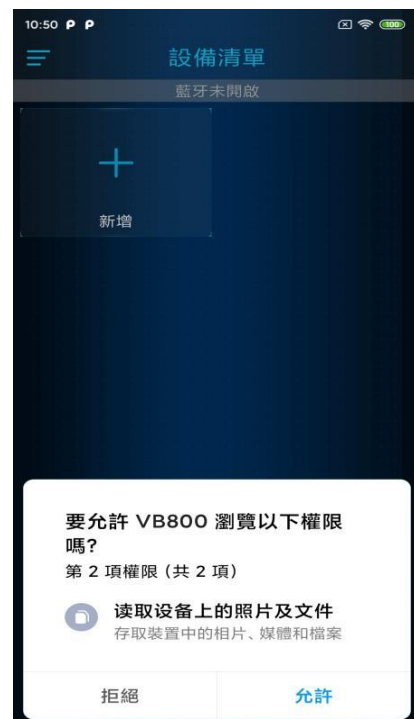 10:50 P P 100
設備清單
藍牙未開啟
新增
要允許 VB800 瀏覽以下權限
嗎?
第 2 項權限 (共 2 項)
读取设备上的照片及文件
存取裝置中的相片、媒體和檔案
拒絕 允許